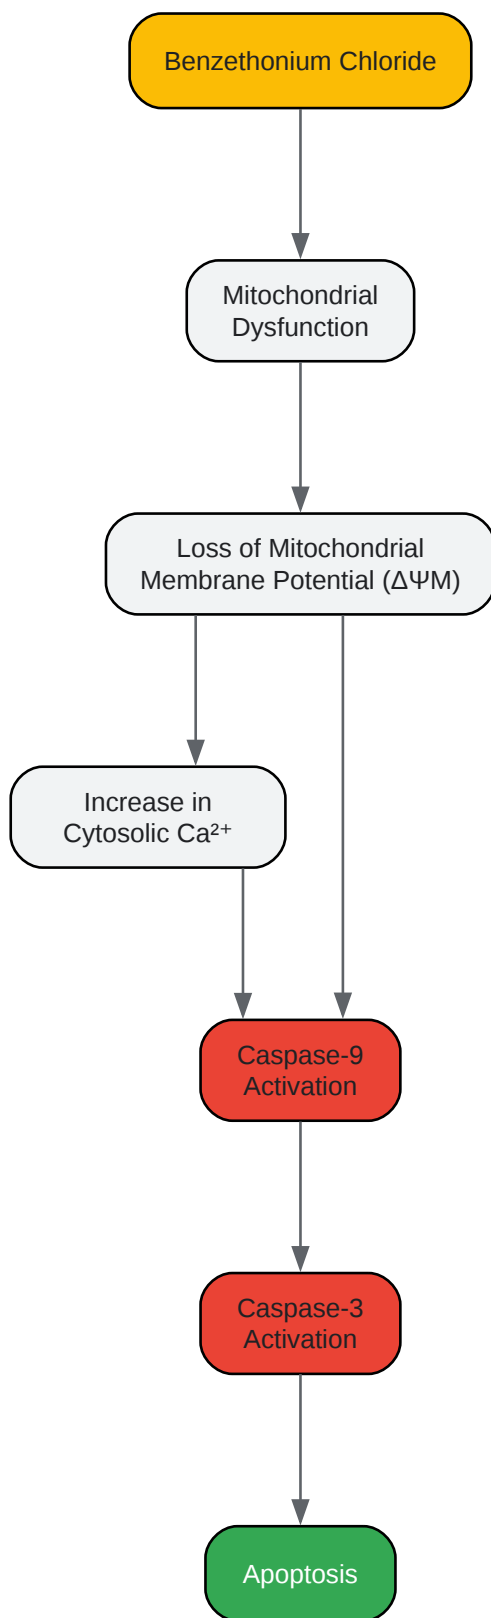 Benzethonium Chloride
Mitochondrial
Dysfunction
Loss of Mitochondrial
Membrane Potential (ΔΨM)
Increase in
Cytosolic Ca²⁺
Caspase-9
Activation
Caspase-3
Activation
Apoptosis